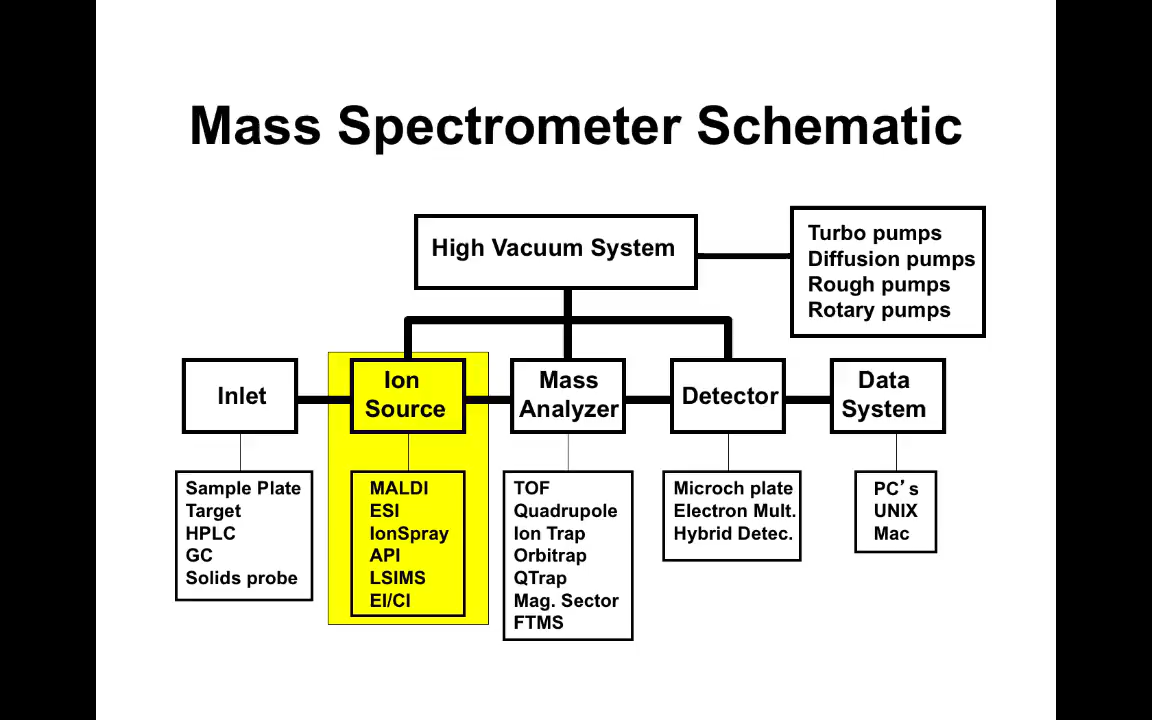 Mass Spectrometer Schematic
High Vacuum System
Turbo pumps
Diffusion pumps
Rough pumps
Rotary pumps
Inlet
Ion
Source
Mass
Analyzer
Detector
Data
System
Sample Plate
Target
HPLC
GC
Solids probe
MALDI
ESI
IonSpray
API
LSIMS
EI/CI
TOF
Quadrupole
Ion Trap
Orbitrap
QTrap
Mag. Sector
FTMS
Microch plate
Electron Mult.
Hybrid Detec.
PC’s
UNIX
Mac